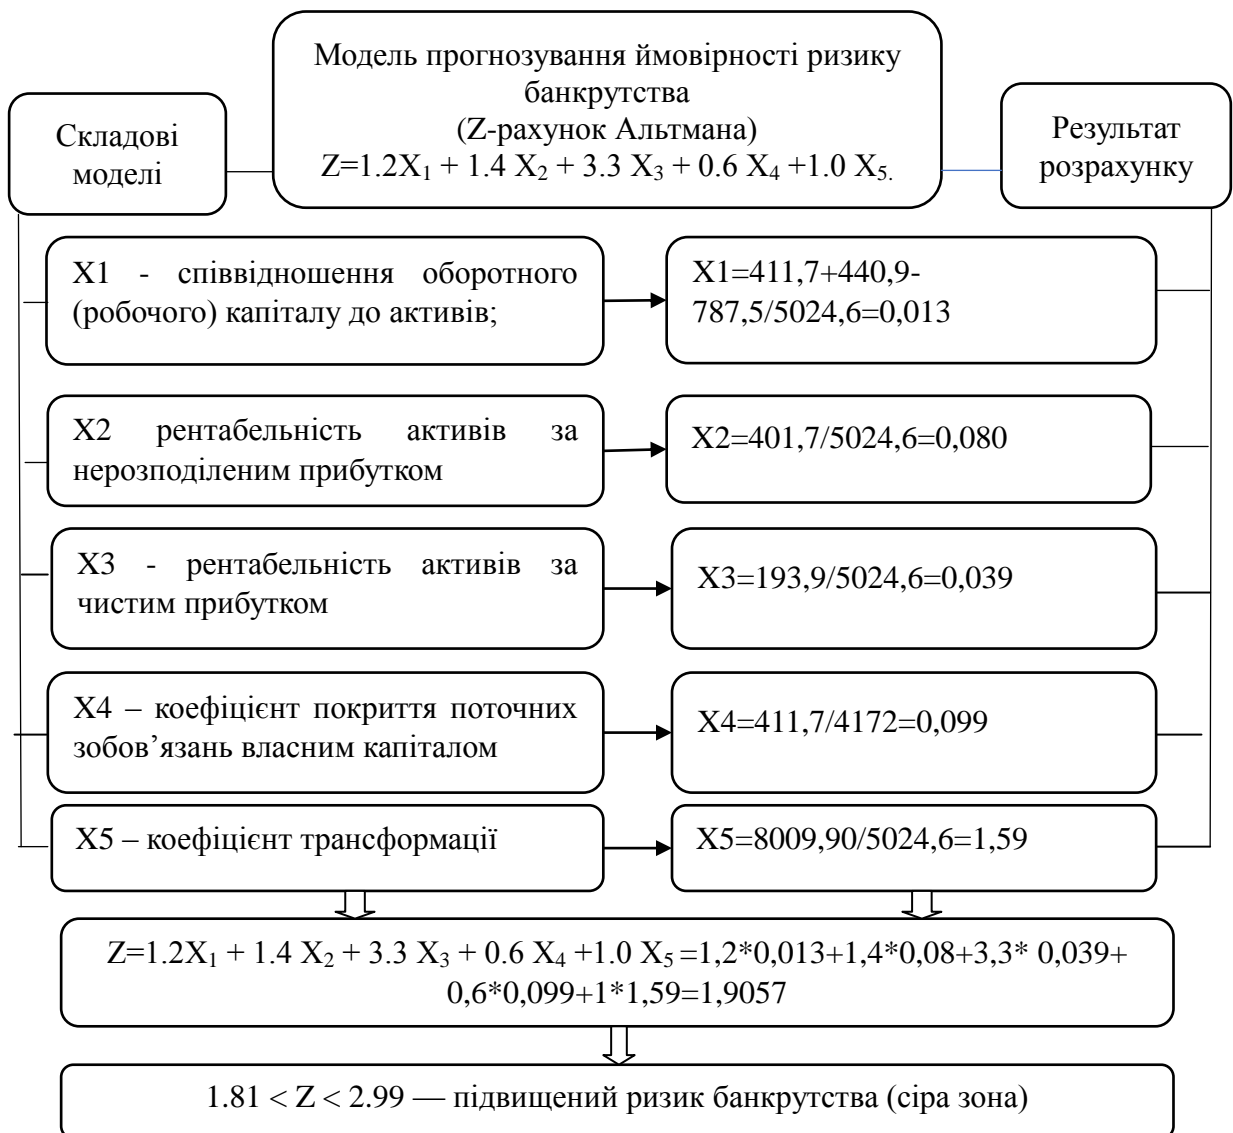 Модель прогнозування ймовірності ризику
банкрутства
(Z-рахунок Альтмана)
Z=1.2X₁ + 1.4 X₂ + 3.3 X₃ + 0.6 X₄ +1.0 X₅.
Складові
моделі
Результат
розрахунку
X1 - співвідношення оборотного
(робочого) капіталу до активів;
X1=411,7+440,9-
787,5/5024,6=0,013
X2 рентабельність активів за
нерозподіленим прибутком
X2=401,7/5024,6=0,080
X3 - рентабельність активів за
чистим прибутком
X3=193,9/5024,6=0,039
X4 – коефіцієнт покриття поточних
зобов’язань власним капіталом
X4=411,7/4172=0,099
X5 – коефіцієнт трансформації
X5=8009,90/5024,6=1,59
Z=1.2X₁ + 1.4 X₂ + 3.3 X₃ + 0.6 X₄ +1.0 X₅ =1,2*0,013+1,4*0,08+3,3* 0,039+
0,6*0,099+1*1,59=1,9057
1.81 < Z < 2.99 — підвищений ризик банкрутства (сіра зона)